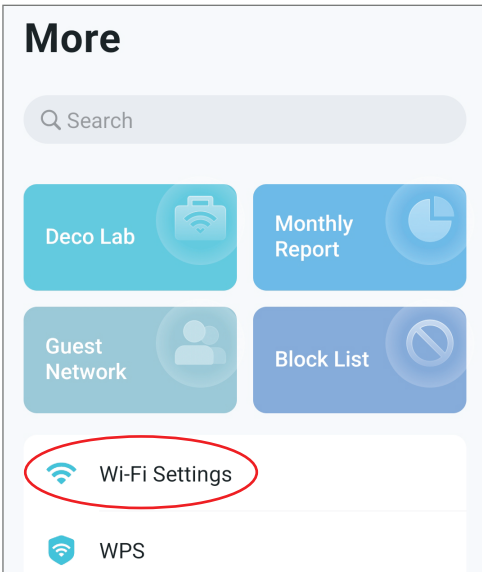 More
Search
Deco Lab
Monthly
Report
Guest
Network
Block List
Wi-Fi Settings
WPS